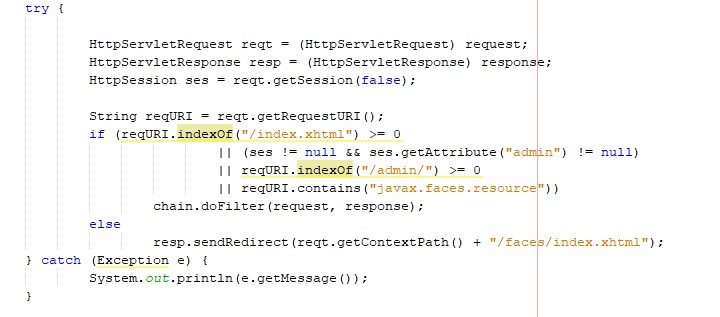 try {
HttpServletRequest reqt = (HttpServletRequest) request;
HttpServletResponse resp = (HttpServletResponse) response;
HttpSession ses = reqt.getSession(false);
String reqURI = reqt.getRequestURI();
if (reqURI.indexOf("/index.xhtml") >= 0
|| (ses != null && ses.getAttribute("admin") != null)
|| reqURI.indexOf("/admin/") >= 0
|| reqURI.contains("javax.faces.resource"))
chain.doFilter(request, response);
else
resp.sendRedirect(reqt.getContextPath() + "/faces/index.xhtml");
} catch (Exception e) {
System.out.println(e.getMessage());
}